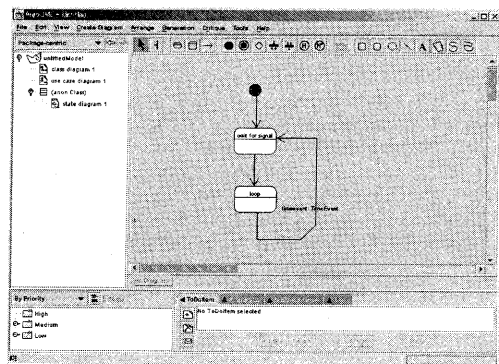 File Edit View Create Diagram Arrange Generation Critique Tools Help
Package-centric
untitledModel
class diagram 1
use case diagram 1
(anon Class)
state diagram 1
wait for signal
loop
TimeEvent
By Priority
High
Medium
Low
ToDoItem
No ToDoItem selected